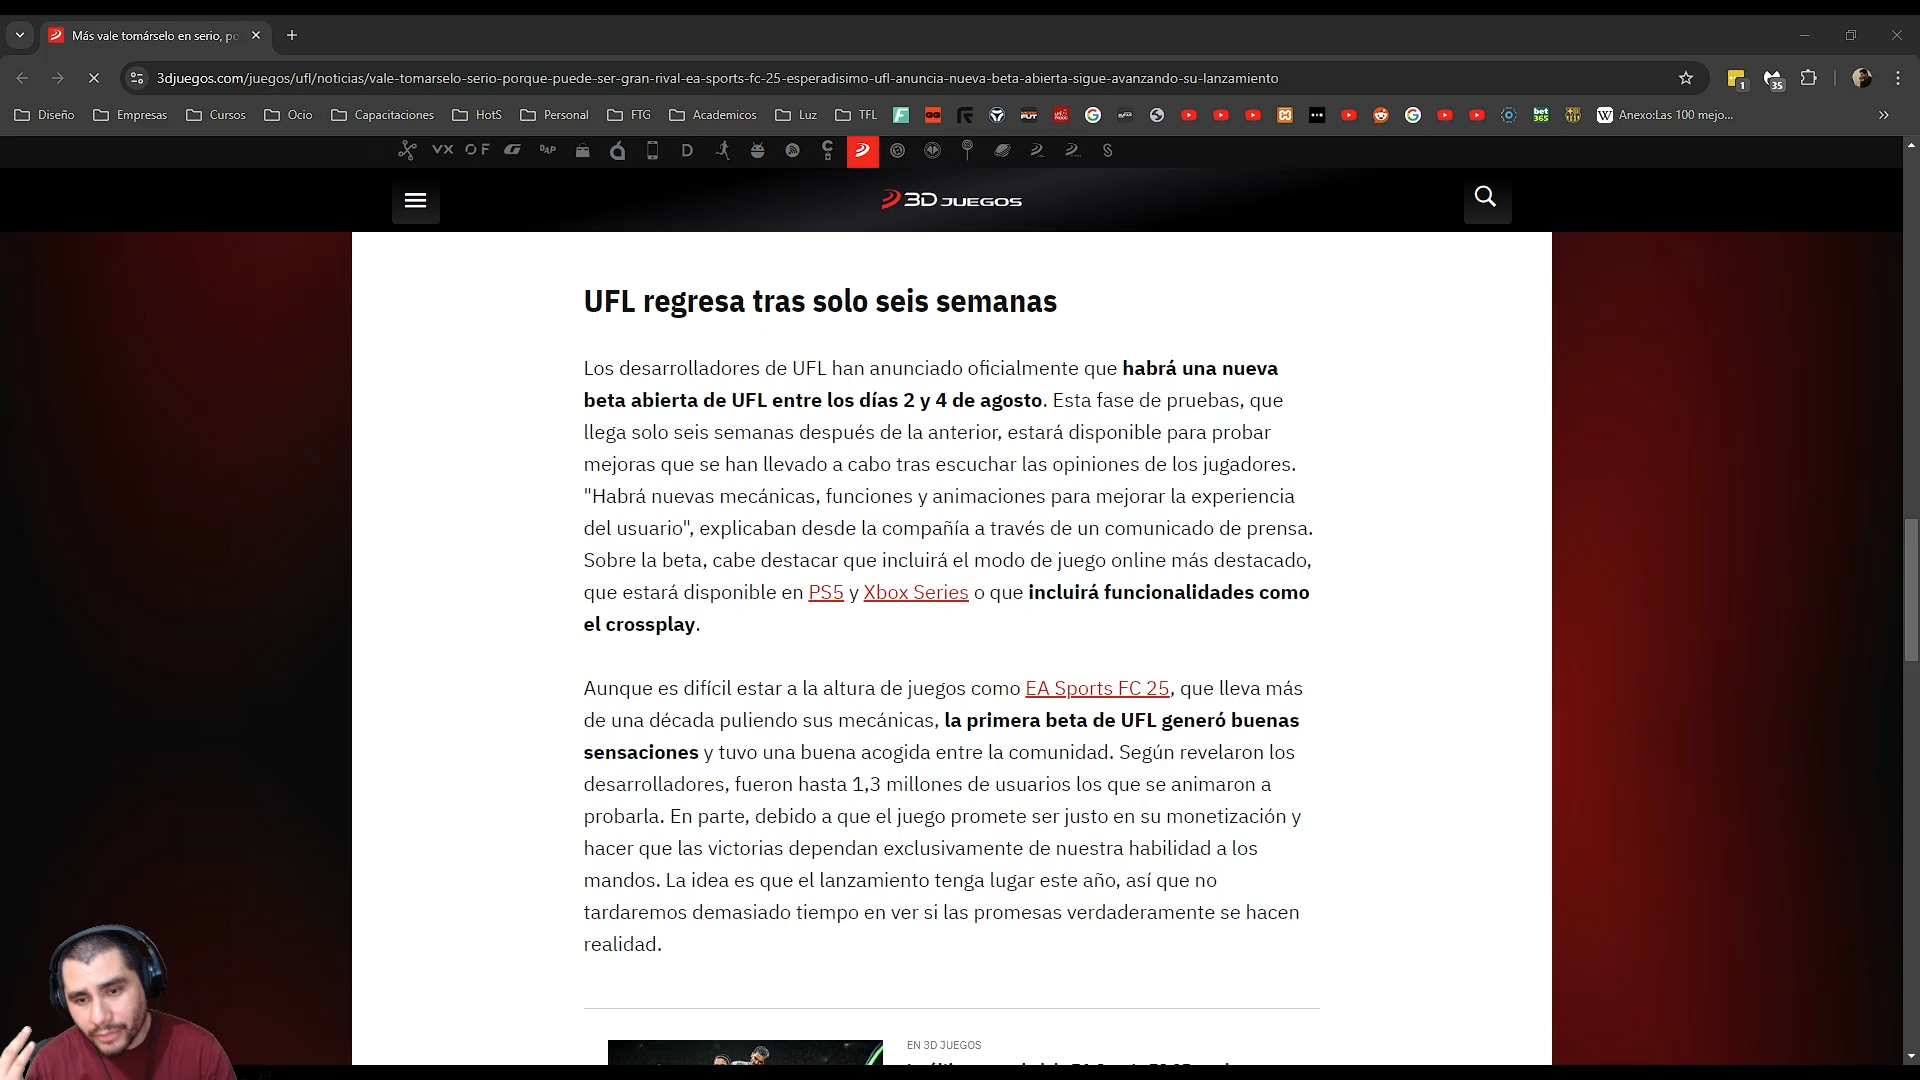 Más vale tomárselo en serio, po
3djuegos.com/juegos/ufl/noticias/vale-tomarselo-serio-porque-puede-ser-gran-rival-ea-sports-fc-25-esperadisimo-ufl-anuncia-nueva-beta-abierta-sigue-avanzando-su-lanzamiento
1
35
Diseño Empresas Cursos Ocio Capacitaciones HotS Personal FTG Academicos Luz TFL bet365 Anexo:Las 100 mejo...
3D JUEGOS
UFL regresa tras solo seis semanas
Los desarrolladores de UFL han anunciado oficialmente que habrá una nueva
beta abierta de UFL entre los días 2 y 4 de agosto. Esta fase de pruebas, que
llega solo seis semanas después de la anterior, estará disponible para probar
mejoras que se han llevado a cabo tras escuchar las opiniones de los jugadores.
"Habrá nuevas mecánicas, funciones y animaciones para mejorar la experiencia
del usuario", explicaban desde la compañía a través de un comunicado de prensa.
Sobre la beta, cabe destacar que incluirá el modo de juego online más destacado,
que estará disponible en PS5 y Xbox Series o que incluirá funcionalidades como
el crossplay.
Aunque es difícil estar a la altura de juegos como EA Sports FC 25, que lleva más
de una década puliendo sus mecánicas, la primera beta de UFL generó buenas
sensaciones y tuvo una buena acogida entre la comunidad. Según revelaron los
desarrolladores, fueron hasta 1,3 millones de usuarios los que se animaron a
probarla. En parte, debido a que el juego promete ser justo en su monetización y
hacer que las victorias dependan exclusivamente de nuestra habilidad a los
mandos. La idea es que el lanzamiento tenga lugar este año, así que no
tardaremos demasiado tiempo en ver si las promesas verdaderamente se hacen
realidad.
EN 3D JUEGOS